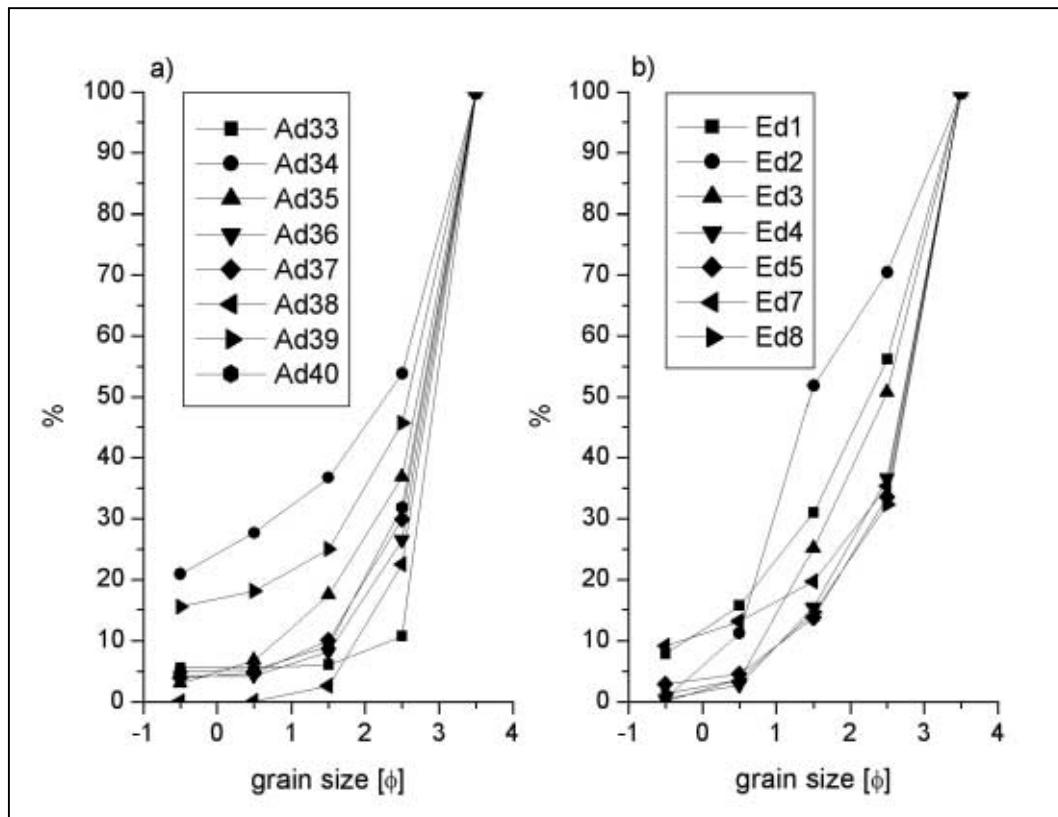 a)
100
90
80
70
60
50
40
30
20
10
0
%
Ad33
Ad34
Ad35
Ad36
Ad37
Ad38
Ad39
Ad40
-1 0 1 2 3 4
grain size [ϕ]
b)
100
90
80
70
60
50
40
30
20
10
0
%
Ed1
Ed2
Ed3
Ed4
Ed5
Ed7
Ed8
-1 0 1 2 3 4
grain size [ϕ]